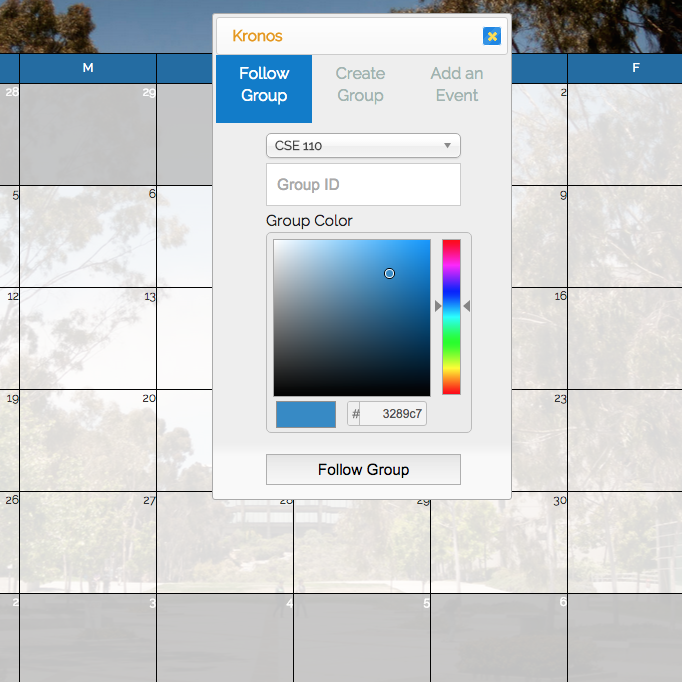 Kronos
M
F
Follow Group
Create Group
Add an Event
28
29
2
CSE 110
5
6
9
Group ID
Group Color
12
13
16
19
20
23
# 3289c7
Follow Group
26
27
28
29
30
2
3
4
5
6